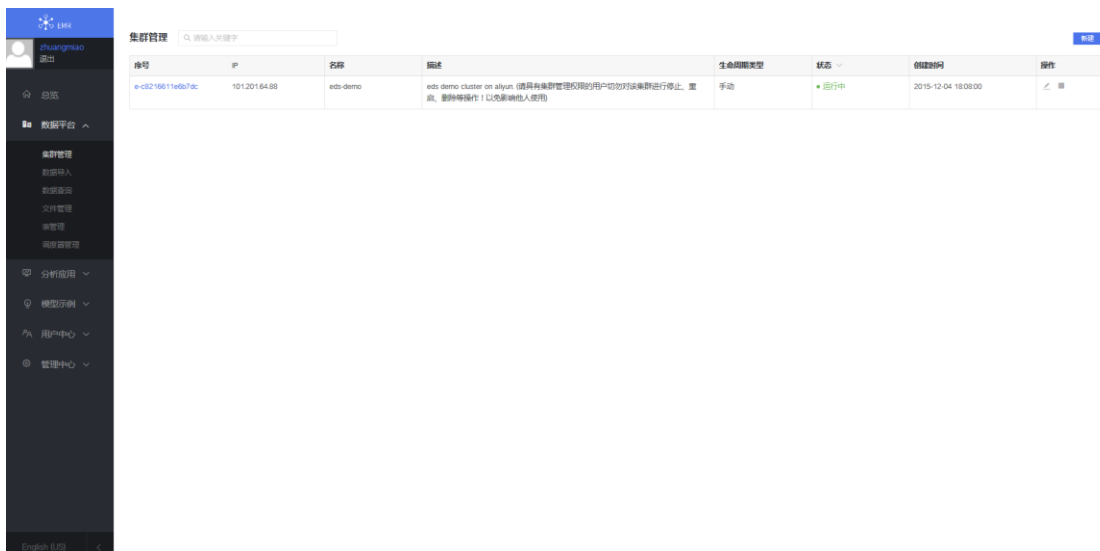 EMR
zhuangmiao
退出
总览
数据平台
集群管理
数据导入
数据查询
文件管理
表管理
调度器管理
分析应用
模型示例
用户中心
管理中心
English (US)
集群管理 请输入关键字 新建
序号 IP 名称 描述 生命周期类型 状态 创建时间 操作
e-c8216611e6b7dc 101.201.64.88 eds-demo eds demo cluster on aliyun. (请具有集群管理权限的用户切勿对该集群进行停止、重 手动 运行中 2015-12-04 18:08:00
启、删除等操作！以免影响他人使用)